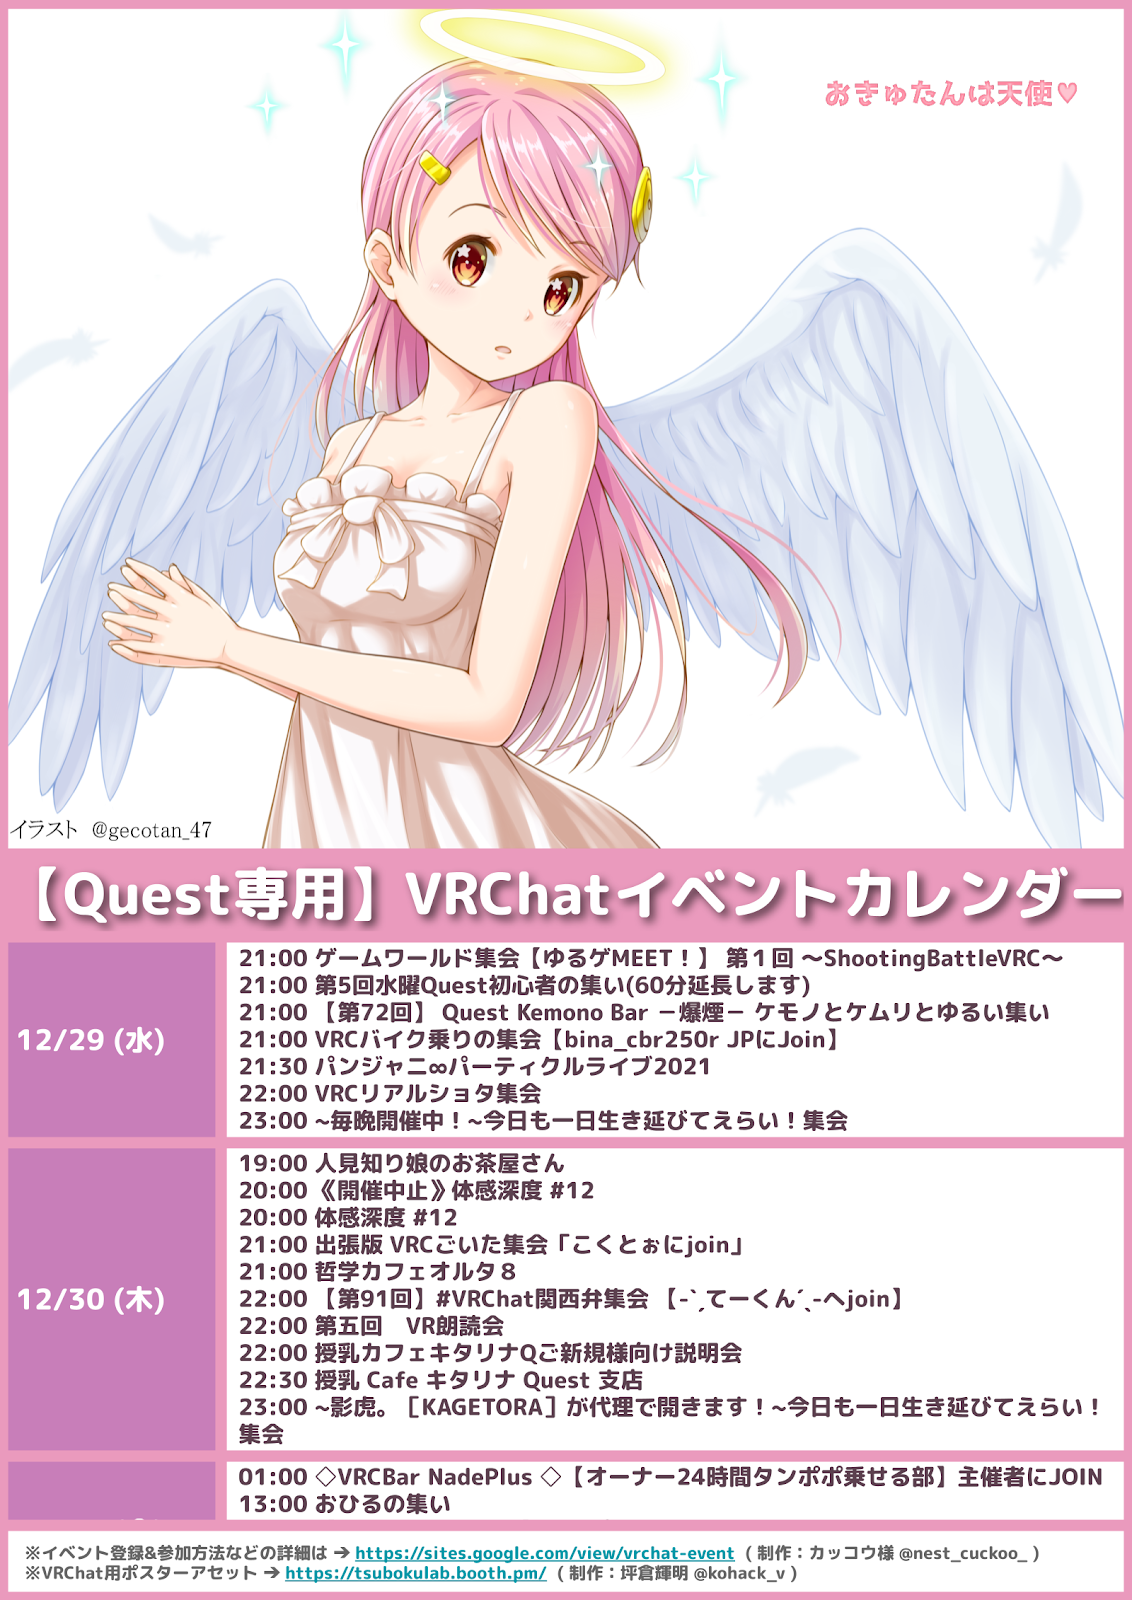 おきゅたんは天使♥
イラスト @gecotan_47
【Quest専用】VRChatイベントカレンダー
12/29 (水)
21:00 ゲームワールド集会【ゆるゲMEET！】 第１回 ～ShootingBattleVRC～
21:00 第5回水曜Quest初心者の集い(60分延長します)
21:00 【第72回】 Quest Kemono Bar －爆煙－ ケモノとケムリとゆるい集い
21:00 VRCバイク乗りの集会【bina_cbr250r JPにJoin】
21:30 パンジャニ∞パーティクルライブ2021
22:00 VRCリアルショタ集会
23:00 ~毎晩開催中！~今日も一日生き延びてえらい！集会
12/30 (木)
19:00 人見知り娘のお茶屋さん
20:00 《開催中止》体感深度 #12
20:00 体感深度 #12
21:00 出張版 VRCごいた集会「こくとぉにjoin」
21:00 哲学カフェオルタ８
22:00 【第91回】#VRChat関西弁集会 【-ˋˏてーくんˊˎ-へjoin】
22:00 第五回　VR朗読会
22:00 授乳カフェキタリナQご新規様向け説明会
22:30 授乳 Cafe キタリナ Quest 支店
23:00 ~影虎。［KAGETORA］が代理で開きます！~今日も一日生き延びてえらい！
集会
01:00 ◇VRCBar NadePlus ◇【オーナー24時間タンポポ乗せる部】主催者にJOIN
13:00 おひるの集い
※イベント登録&参加方法などの詳細は → https://sites.google.com/view/vrchat-event ( 制作：カッコウ様 @nest_cuckoo_ )
※VRChat用ポスターアセット → https://tsubokulab.booth.pm/ ( 制作：坪倉輝明 @kohack_v )